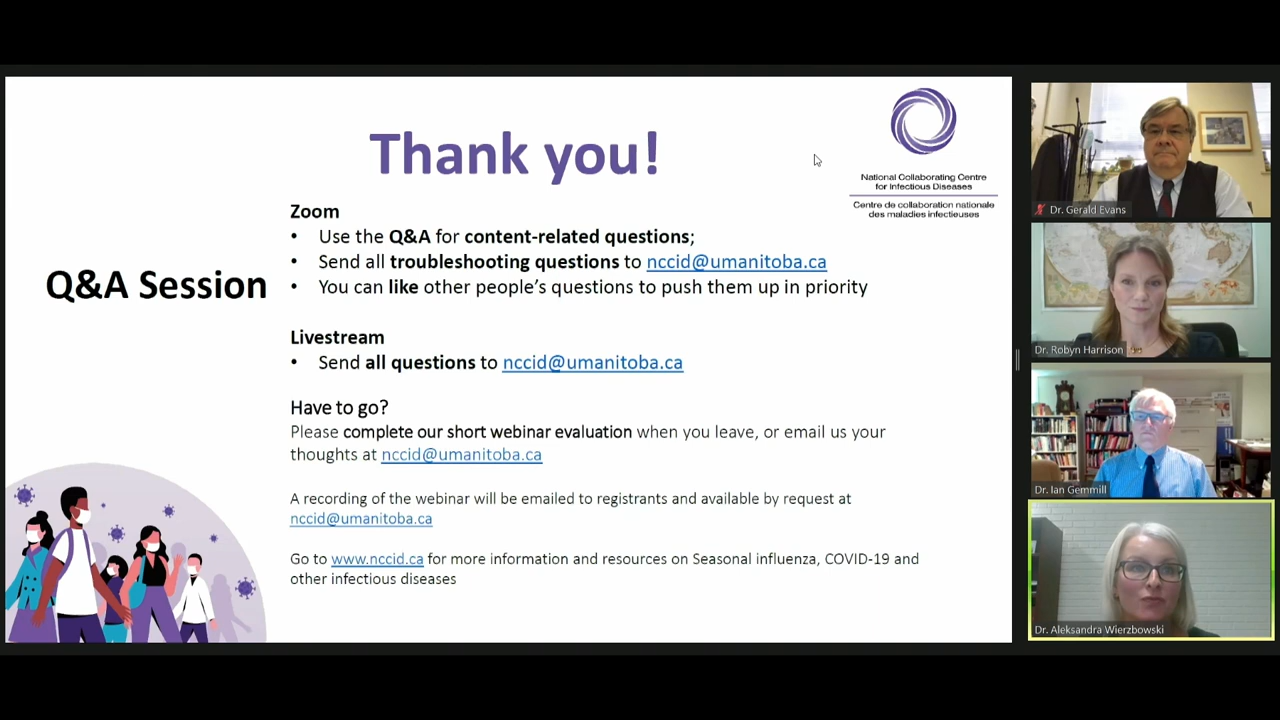 Thank you!
National Collaborating Centre
for Infectious Diseases
Centre de collaboration nationale
des maladies infectieuses
Q&A Session
Zoom
• Use the Q&A for content-related questions;
• Send all troubleshooting questions to nccid@umanitoba.ca
• You can like other people's questions to push them up in priority
Livestream
• Send all questions to nccid@umanitoba.ca
Have to go?
Please complete our short webinar evaluation when you leave, or email us your
thoughts at nccid@umanitoba.ca
A recording of the webinar will be emailed to registrants and available by request at
nccid@umanitoba.ca
Go to www.nccid.ca for more information and resources on Seasonal influenza, COVID-19 and
other infectious diseases
Dr. Gerald Evans
Dr. Robyn Harrison
Dr. Ian Gemmill
Dr. Aleksandra Wierzbowski